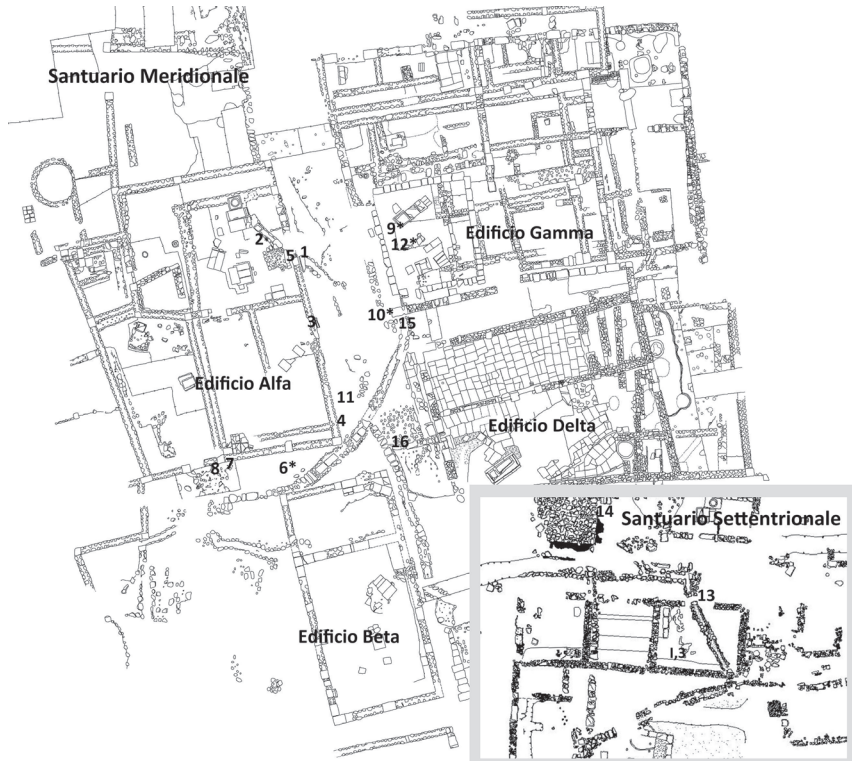 Santuario Meridionale
9*
12*
Edificio Gamma
2
5
1
10*
15
3
Edificio Alfa
11
4
Edificio Delta
16
8
7
6*
Edificio Beta
14
Santuario Settentrionale
13
I,3